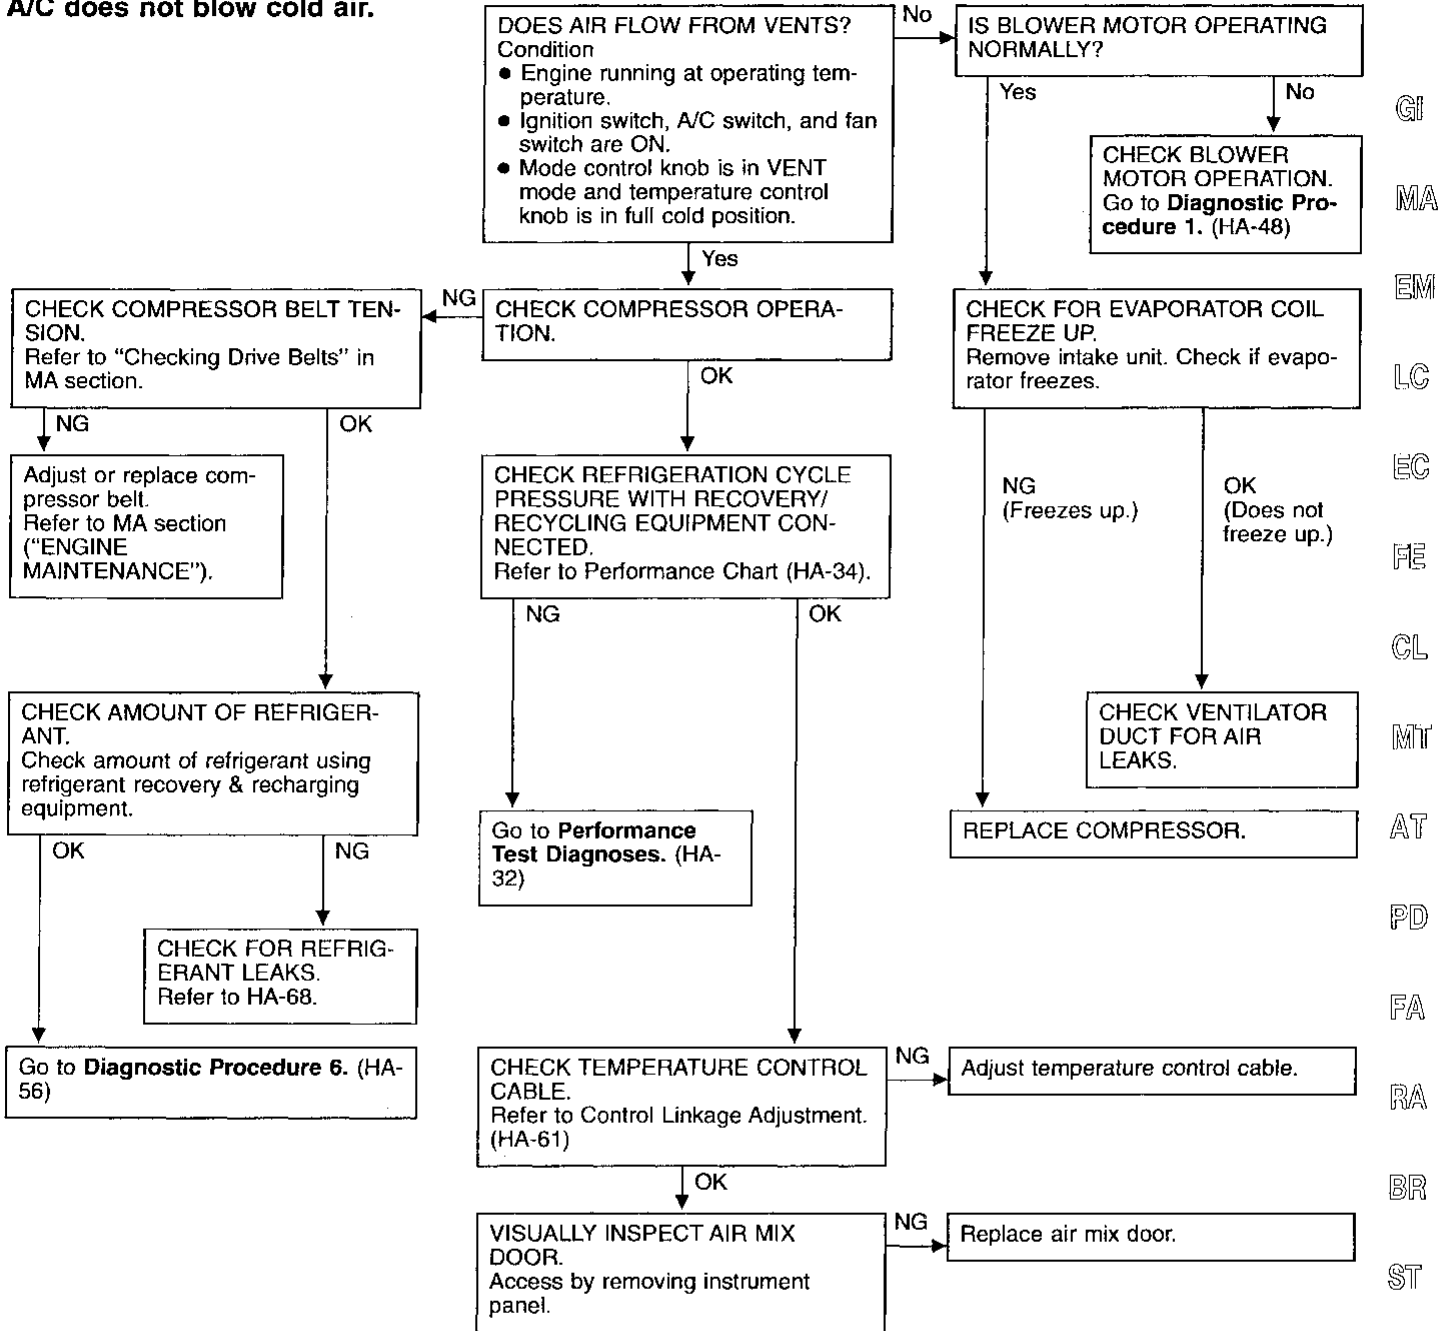 A/C does not blow cold air.
DOES AIR FLOW FROM VENTS?
Condition
● Engine running at operating tem-
perature.
● Ignition switch, A/C switch, and fan
switch are ON.
● Mode control knob is in VENT
mode and temperature control
knob is in full cold position.
No
IS BLOWER MOTOR OPERATING
NORMALLY?
Yes
No
CHECK BLOWER
MOTOR OPERATION.
Go to Diagnostic Pro-
cedure 1. (HA-48)
Yes
CHECK COMPRESSOR BELT TEN-
SION.
Refer to “Checking Drive Belts” in
MA section.
NG
CHECK COMPRESSOR OPERA-
TION.
CHECK FOR EVAPORATOR COIL
FREEZE UP.
Remove intake unit. Check if evapo-
rator freezes.
NG
OK
OK
Adjust or replace com-
pressor belt.
Refer to MA section
(“ENGINE
MAINTENANCE”).
CHECK REFRIGERATION CYCLE
PRESSURE WITH RECOVERY/
RECYCLING EQUIPMENT CON-
NECTED.
Refer to Performance Chart (HA-34).
NG
(Freezes up.)
OK
(Does not
freeze up.)
NG
OK
CHECK AMOUNT OF REFRIGER-
ANT.
Check amount of refrigerant using
refrigerant recovery & recharging
equipment.
CHECK VENTILATOR
DUCT FOR AIR
LEAKS.
OK
NG
Go to Performance
Test Diagnoses. (HA-
32)
REPLACE COMPRESSOR.
CHECK FOR REFRIG-
ERANT LEAKS.
Refer to HA-68.
Go to Diagnostic Procedure 6. (HA-
56)
CHECK TEMPERATURE CONTROL
CABLE.
Refer to Control Linkage Adjustment.
(HA-61)
NG
Adjust temperature control cable.
OK
VISUALLY INSPECT AIR MIX
DOOR.
Access by removing instrument
panel.
NG
Replace air mix door.
GI
MA
EM
LC
EC
FE
CL
MT
AT
PD
FA
RA
BR
ST